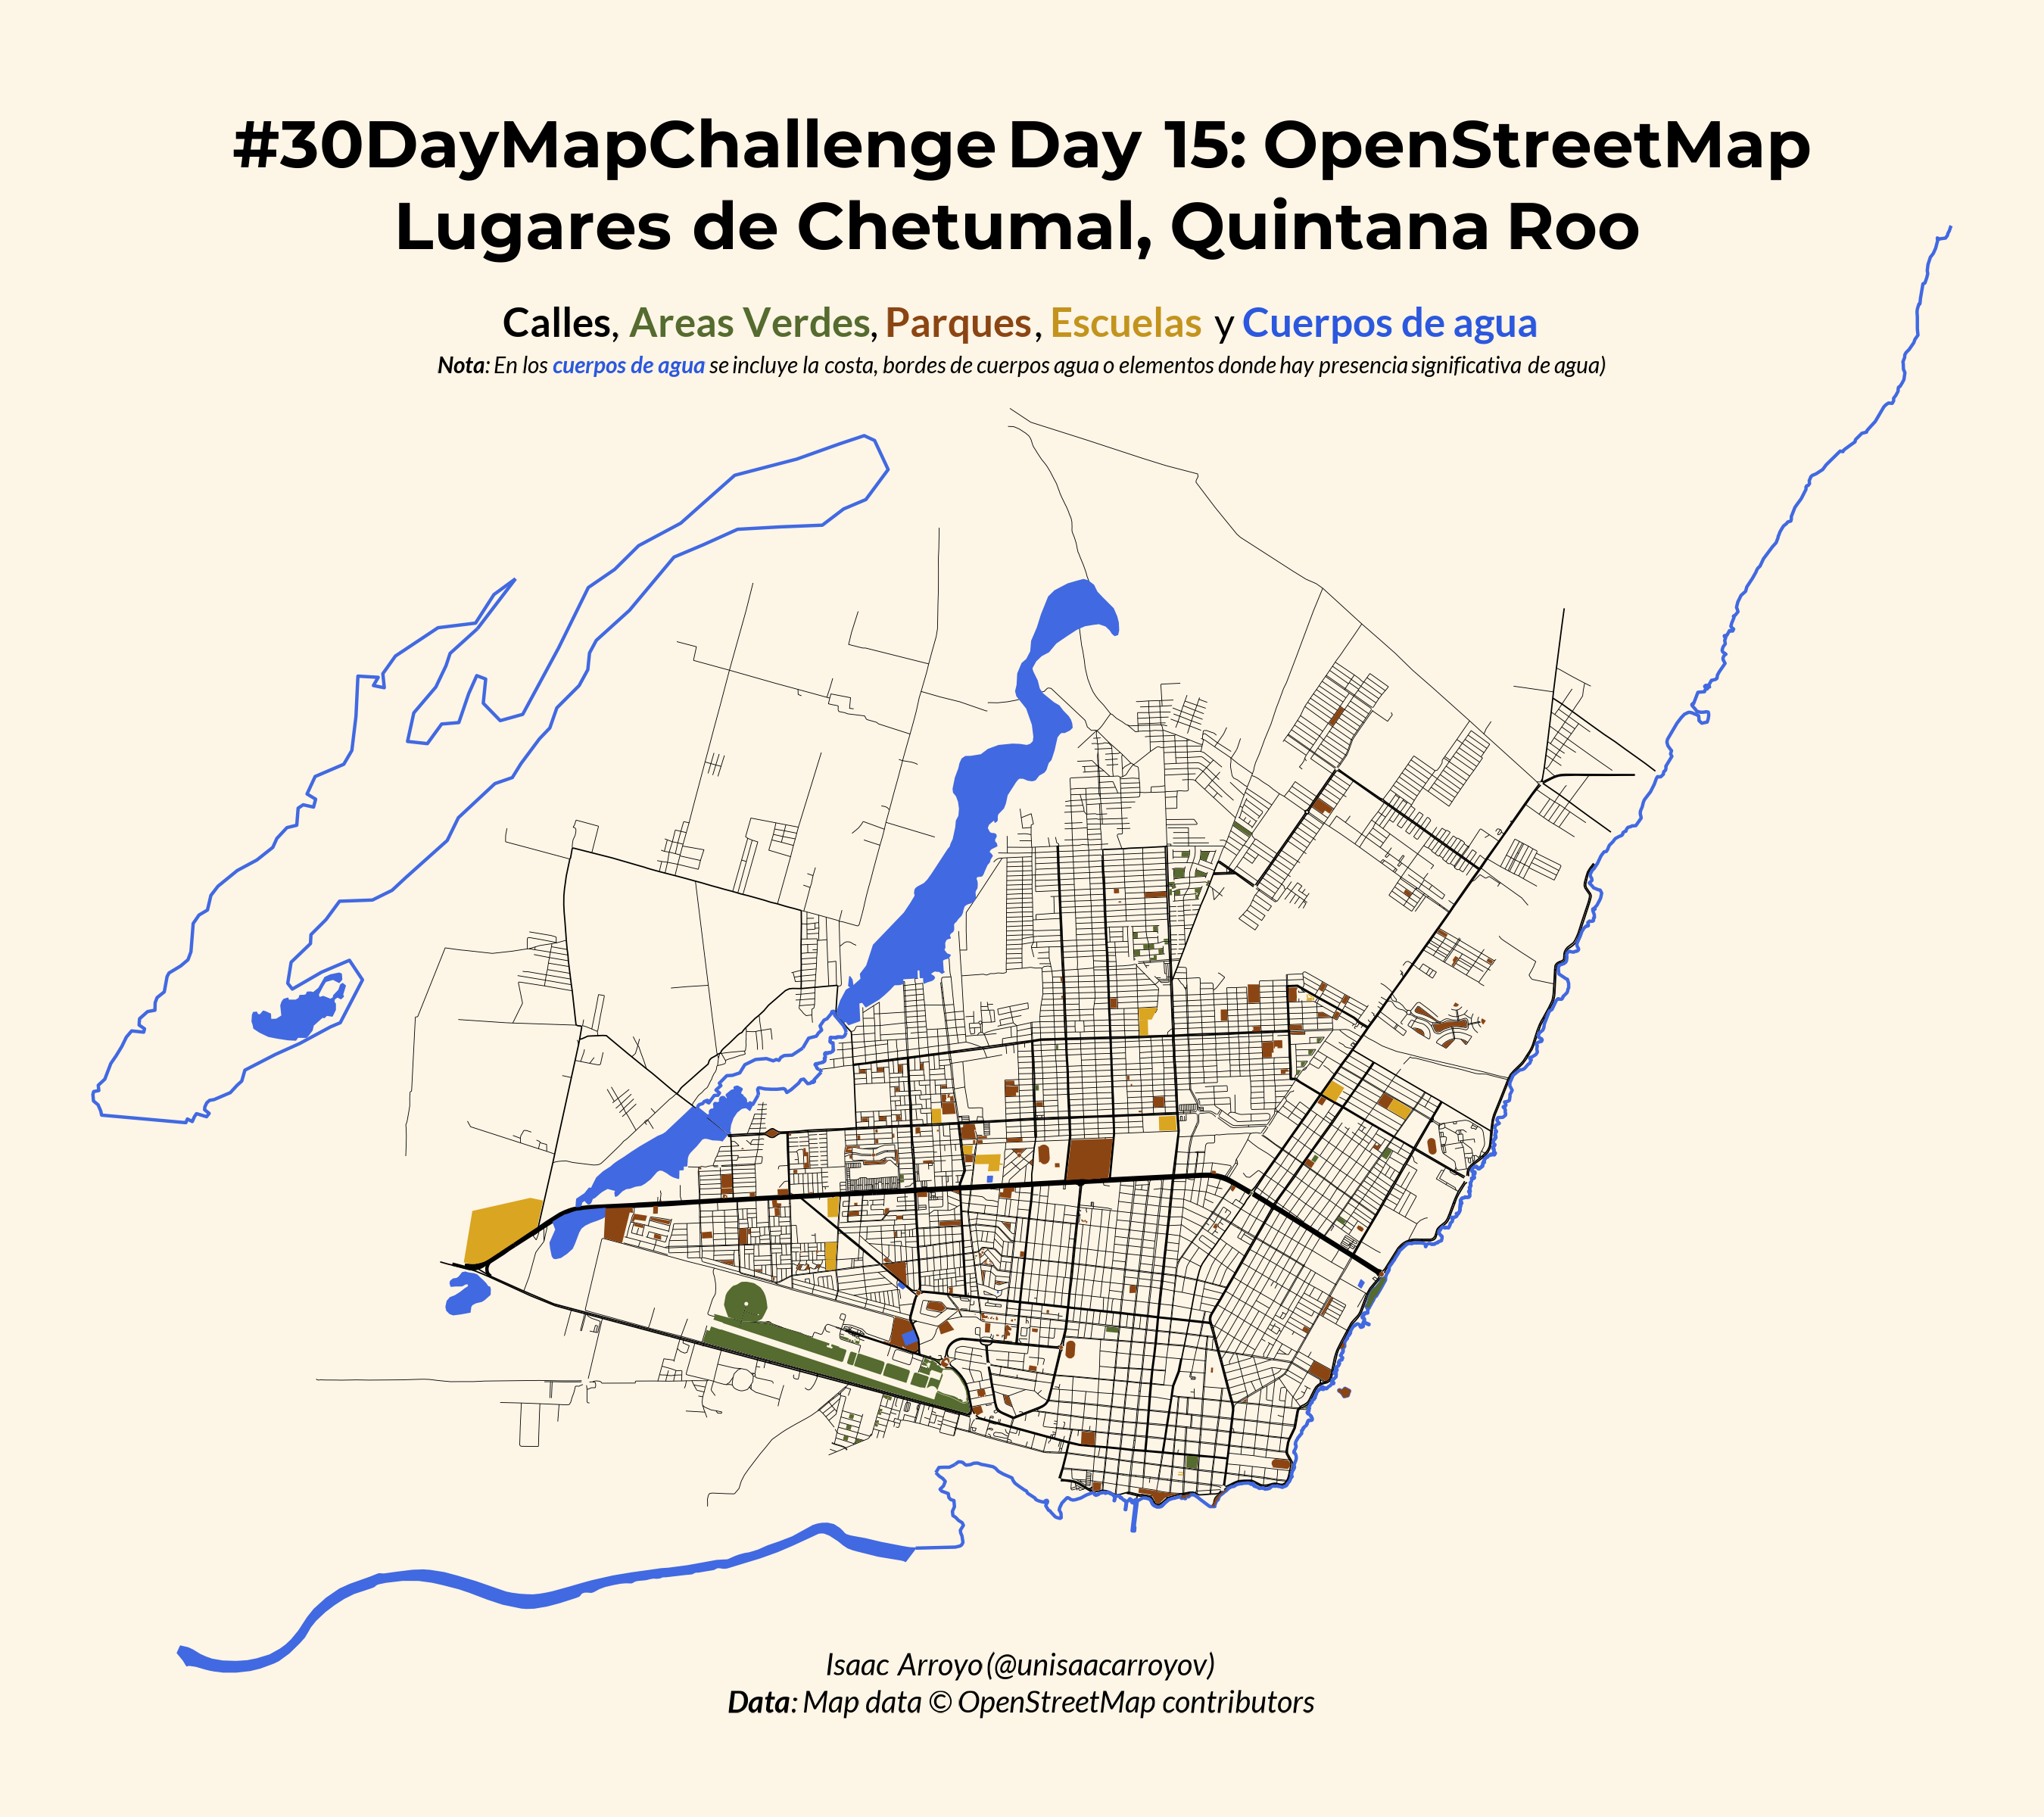 #30DayMapChallenge Day 15: OpenStreetMap
Lugares de Chetumal, Quintana Roo
Calles, Areas Verdes, Parques, Escuelas y Cuerpos de agua
Nota: En los cuerpos de agua se incluye la costa, bordes de cuerpos agua o elementos donde hay presencia significativa de agua)
Isaac Arroyo (@unisaacarroyov)
Data: Map data © OpenStreetMap contributors